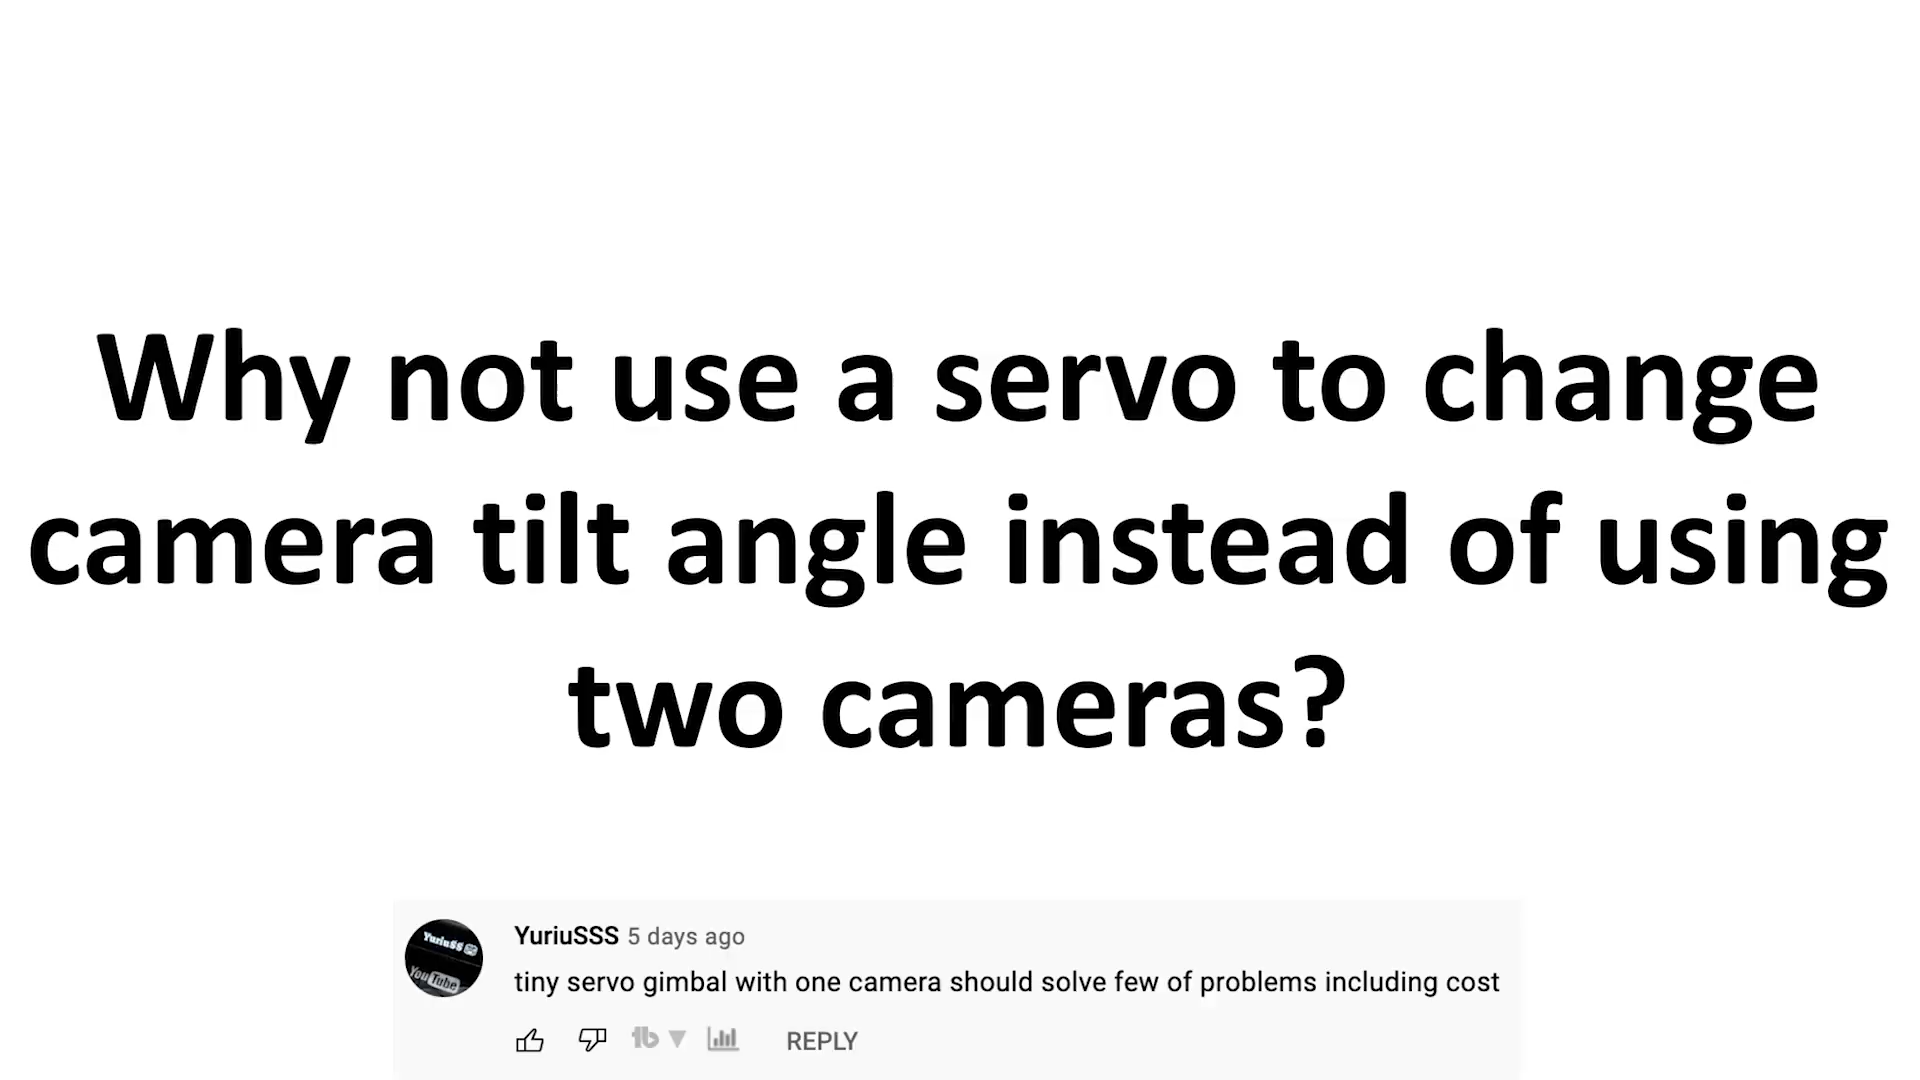 Why not use a servo to change
camera tilt angle instead of using
two cameras?
YuriuSSS 5 days ago
tiny servo gimbal with one camera should solve few of problems including cost
REPLY
YouTube